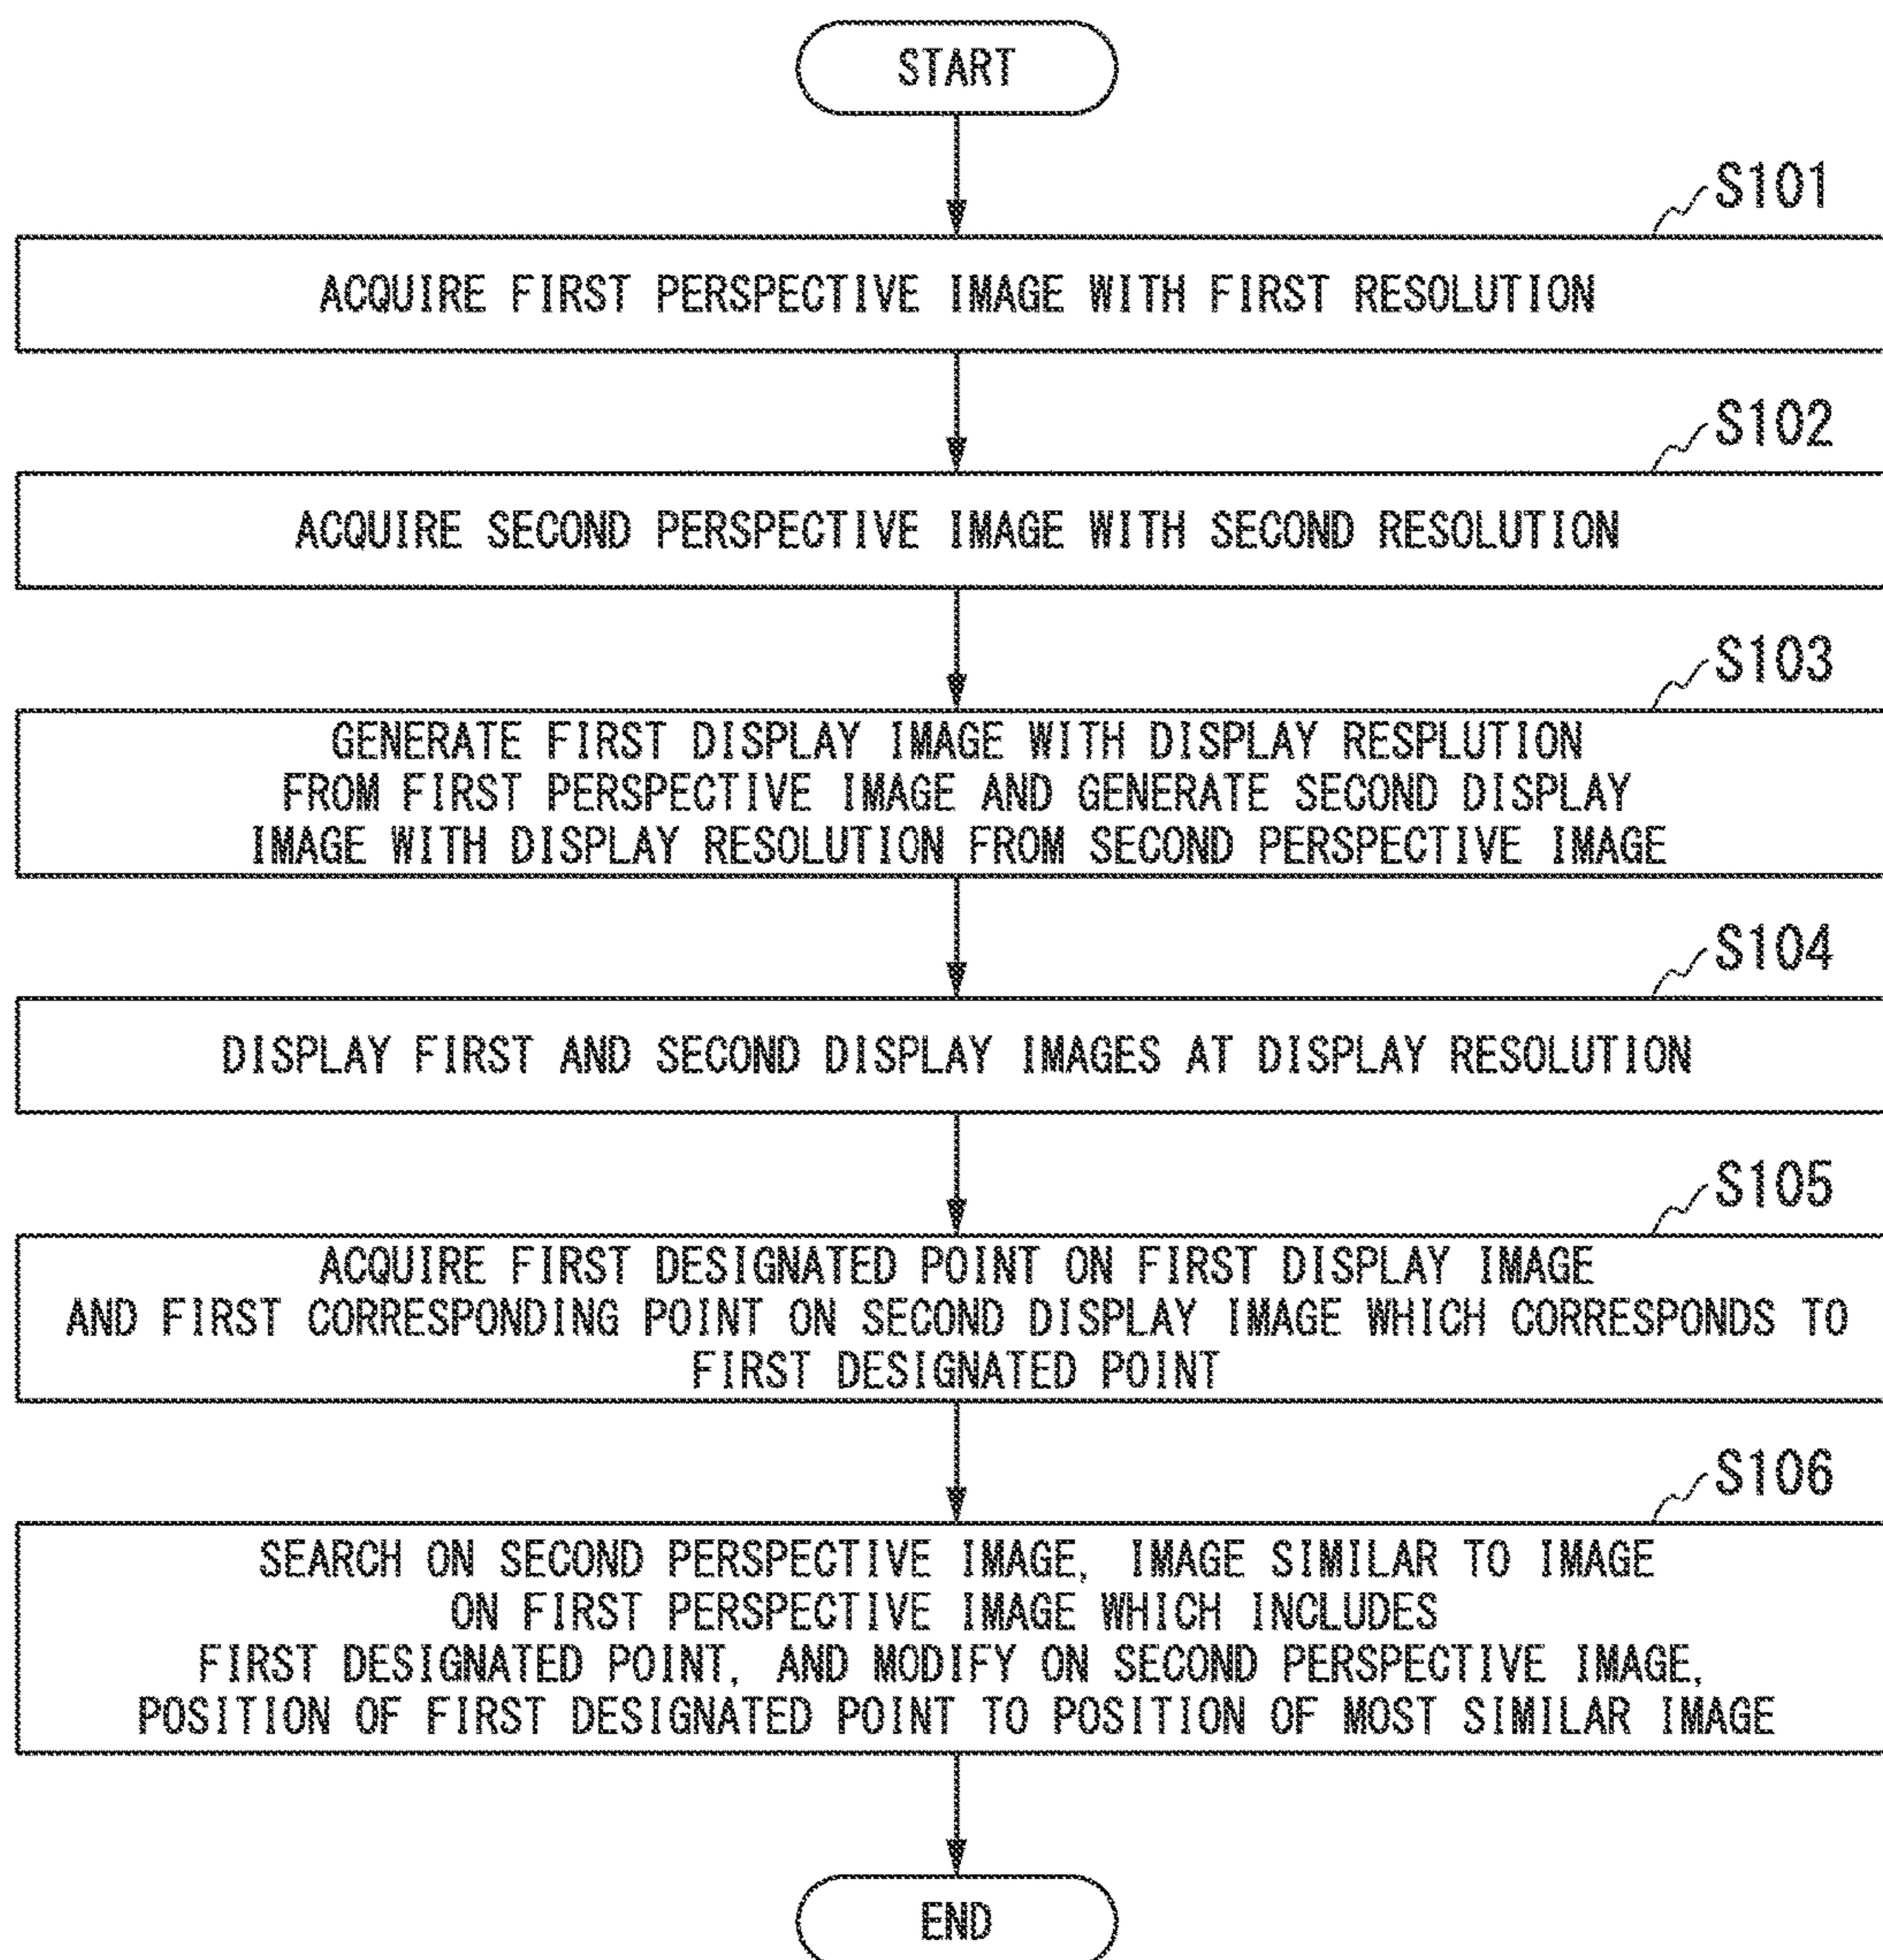 START
S101
ACQUIRE FIRST PERSPECTIVE IMAGE WITH FIRST RESOLUTION
S102
ACQUIRE SECOND PERSPECTIVE IMAGE WITH SECOND RESOLUTION
S103
GENERATE FIRST DISPLAY IMAGE WITH DISPLAY RESPLUTION
FROM FIRST PERSPECTIVE IMAGE AND GENERATE SECOND DISPLAY
IMAGE WITH DISPLAY RESOLUTION FROM SECOND PERSPECTIVE IMAGE
S104
DISPLAY FIRST AND SECOND DISPLAY IMAGES AT DISPLAY RESOLUTION
S105
ACQUIRE FIRST DESIGNATED POINT ON FIRST DISPLAY IMAGE
AND FIRST CORRESPONDING POINT ON SECOND DISPLAY IMAGE WHICH CORRESPONDS TO
FIRST DESIGNATED POINT
S106
SEARCH ON SECOND PERSPECTIVE IMAGE, IMAGE SIMILAR TO IMAGE
ON FIRST PERSPECTIVE IMAGE WHICH INCLUDES
FIRST DESIGNATED POINT, AND MODIFY ON SECOND PERSPECTIVE IMAGE,
POSITION OF FIRST DESIGNATED POINT TO POSITION OF MOST SIMILAR IMAGE
END